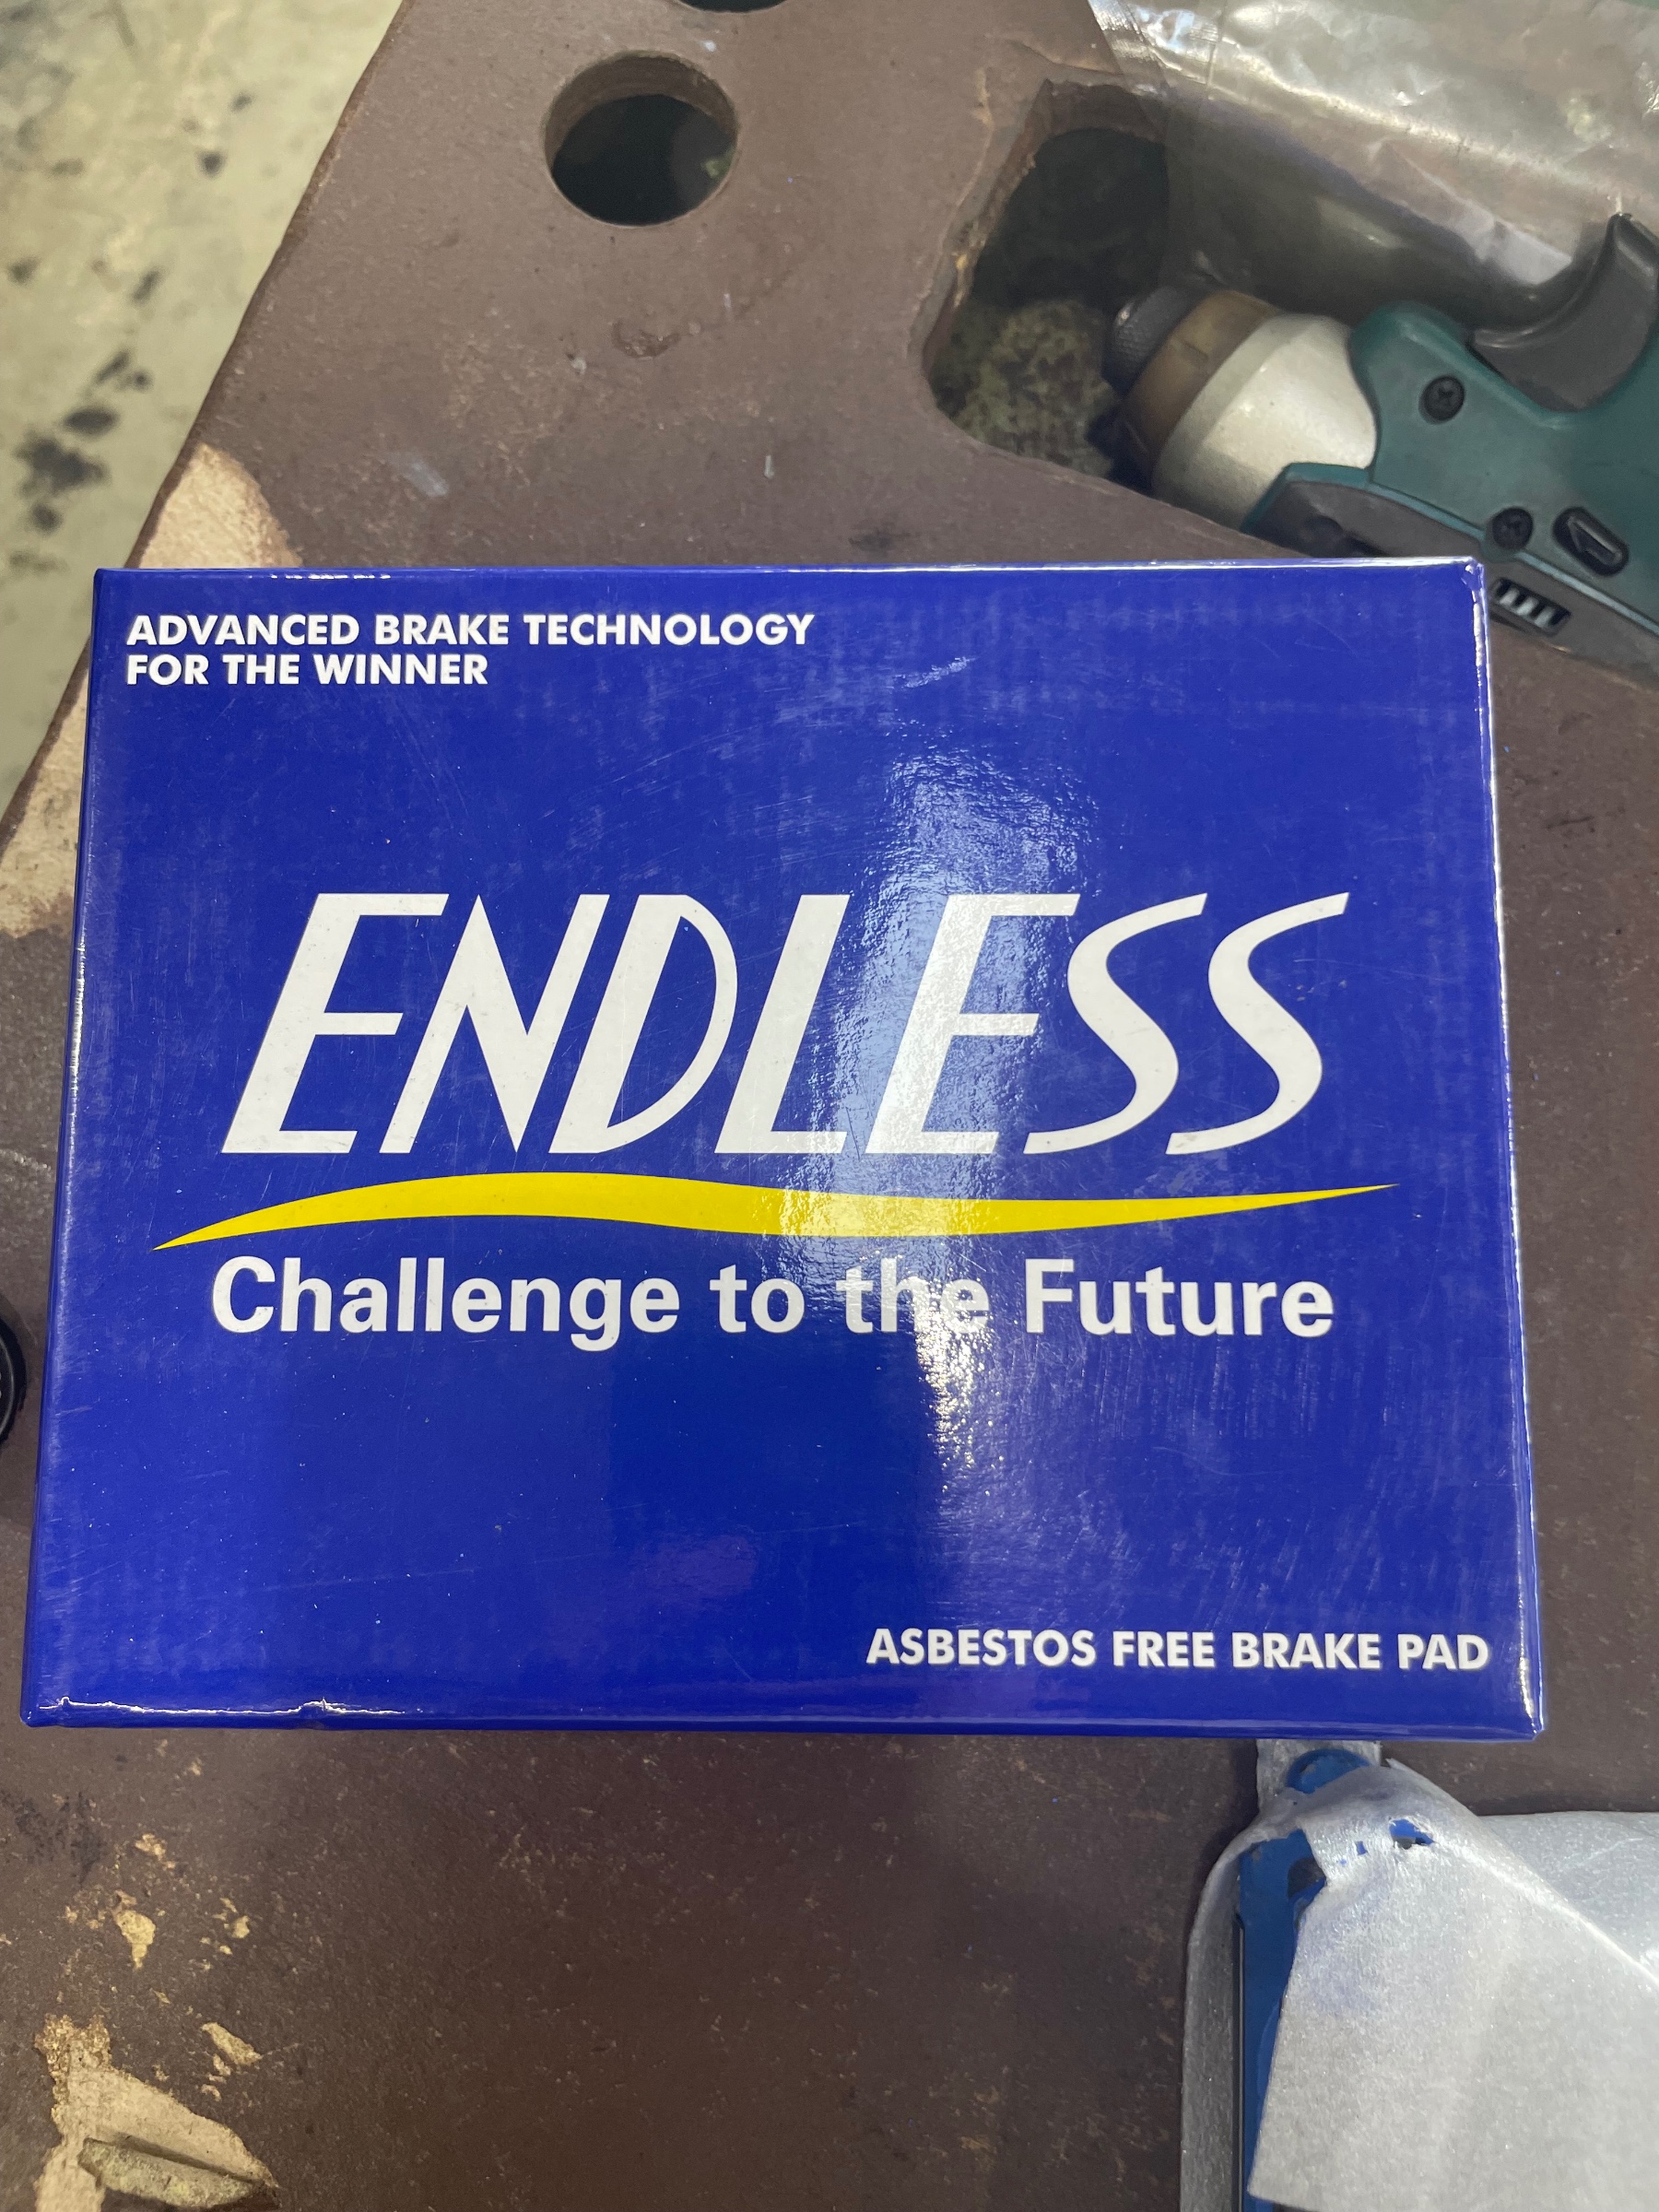 ADVANCED BRAKE TECHNOLOGY
FOR THE WINNER
ENDLESS
Challenge to the Future
ASBESTOS FREE BRAKE PAD